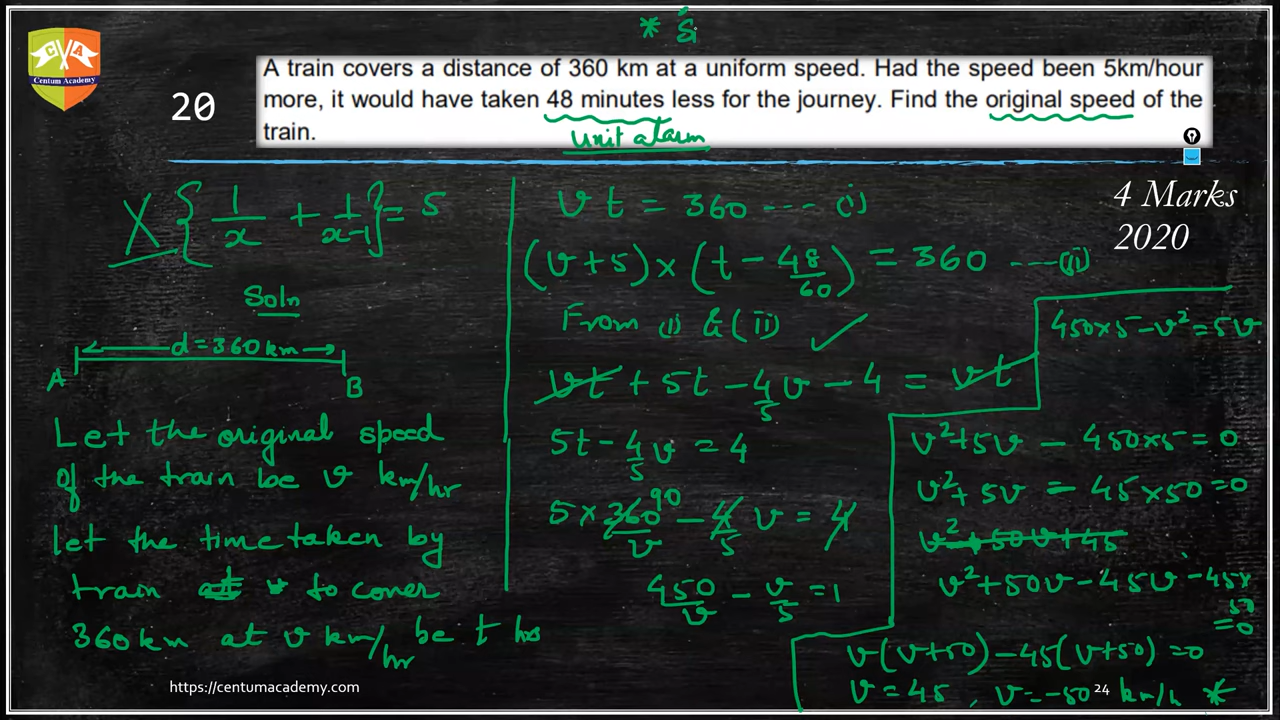 * Si
C A
Centum Academy
20
A train covers a distance of 360 km at a uniform speed. Had the speed been 5km/hour
more, it would have taken 48 minutes less for the journey. Find the original speed of the
train.
Unit alarm
4 Marks
2020
X { 1/x + 1/x-1 } = 5
Soln
d = 360 km
A B
Let the original speed
of the train be v km/hr
let the time taken by
train at v to cover
360 km at v km/hr be t hrs
vt = 360 ---- (i)
(v+5) × (t - 48/60) = 360 ---- (ii)
From (i) & (ii)
vt + 5t - 4/5 v - 4 = vt
5t - 4/5 v = 4
5 × 360/v 90 - 4/5 v = 4
450/v - v/5 = 1
450×5 - v² = 5v
v² + 5v - 450×5 = 0
v² + 5v - 45×50 = 0
v² + 50v + 45
v² + 50v - 45v - 45×50 = 0
v(v+50) - 45(v+50) = 0
v = 45, v = -50 km/h *
24
https://centumacademy.com